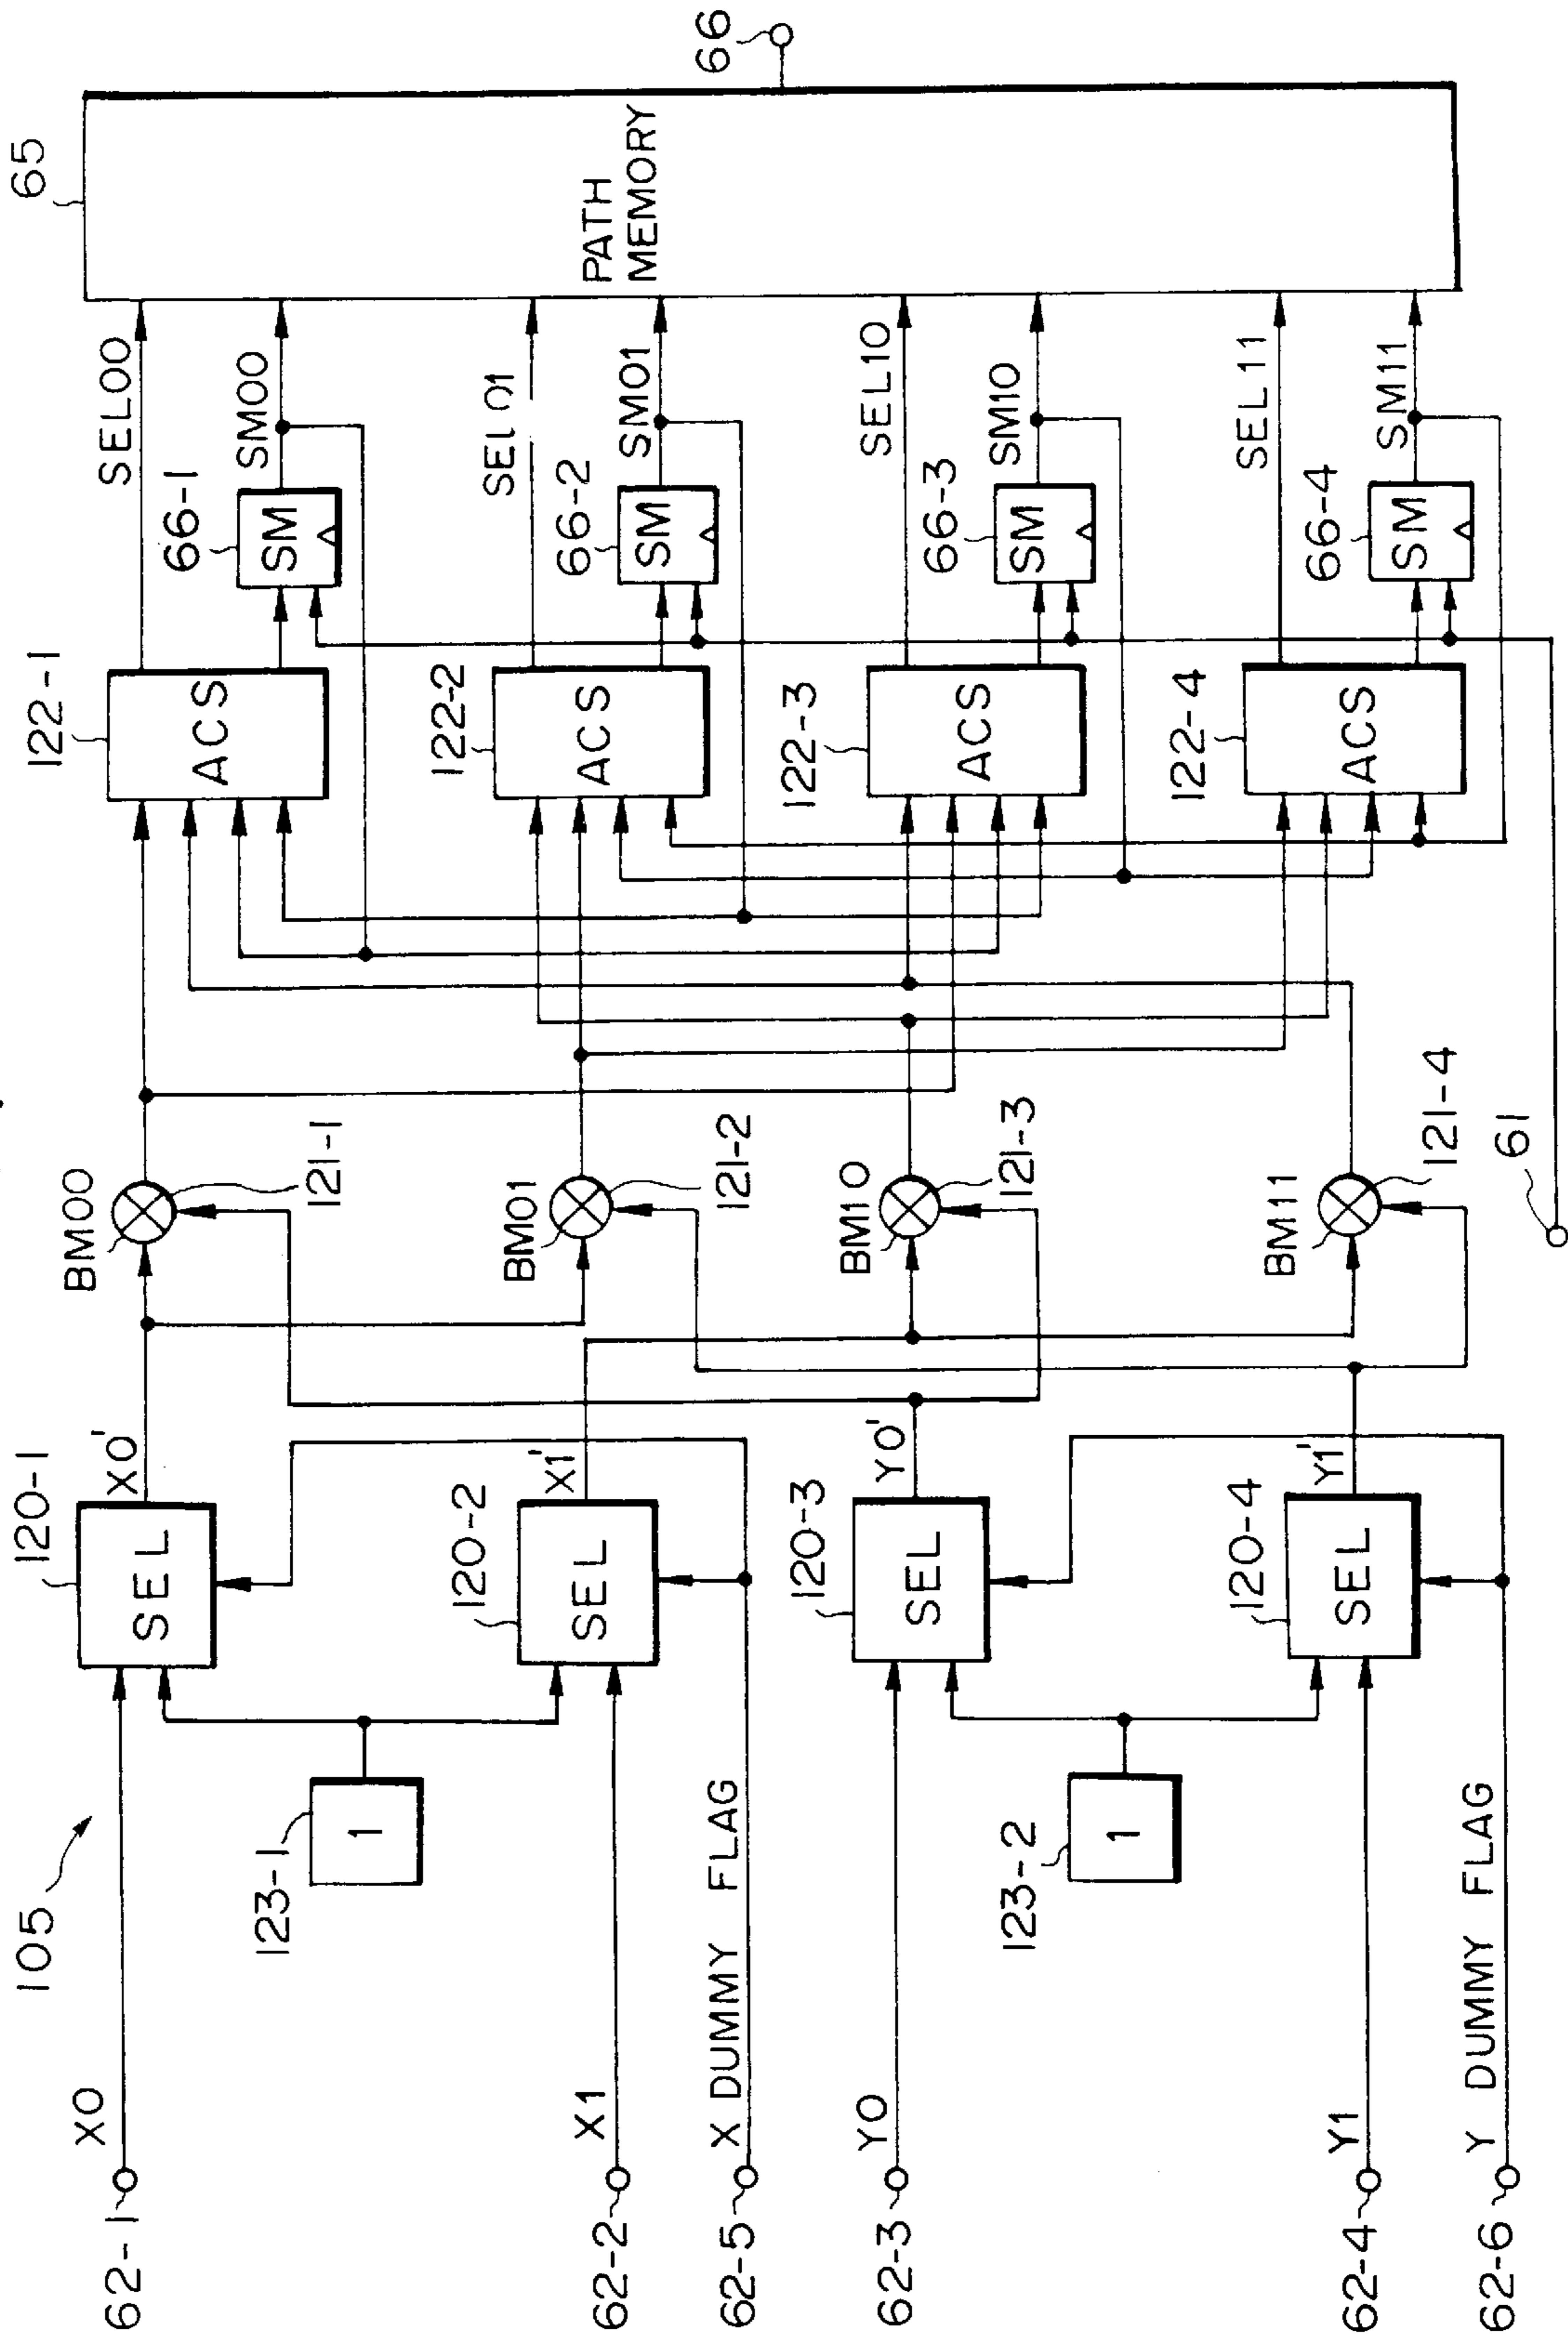 105
62-1
X0
120-1
SEL
X0'
BM00
121-1
122-1
ACS
SEL00
66-1
SM
SM00
65
PATH
MEMORY
66
123-1
1
62-2
X1
120-2
SEL
X1'
BM01
121-2
122-2
ACS
SEL01
66-2
SM
SM01
62-5
X DUMMY FLAG
62-3
Y0
120-3
SEL
Y0'
BM10
121-3
122-3
ACS
SEL10
66-3
SM
SM10
123-2
1
62-4
Y1
120-4
SEL
Y1'
BM11
121-4
122-4
ACS
SEL11
66-4
SM
SM11
62-6
Y DUMMY FLAG
61